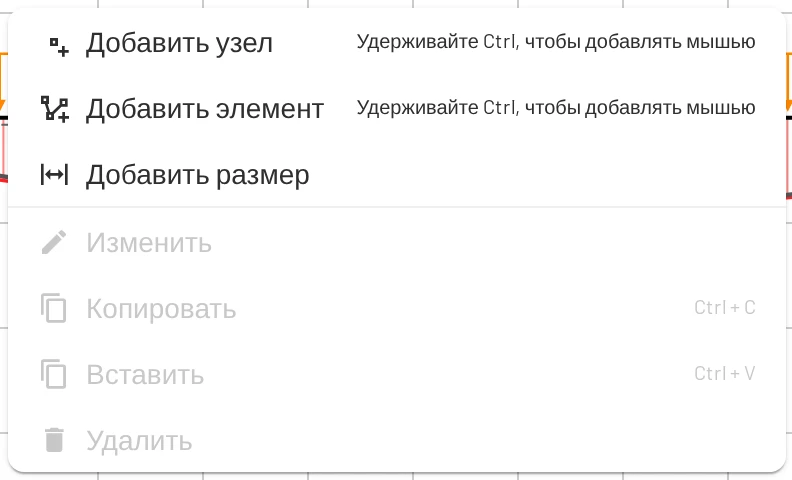 Добавить узел Удерживайте Ctrl, чтобы добавлять мышью
Добавить элемент Удерживайте Ctrl, чтобы добавлять мышью
Добавить размер
Изменить
Копировать Ctrl + C
Вставить Ctrl + V
Удалить